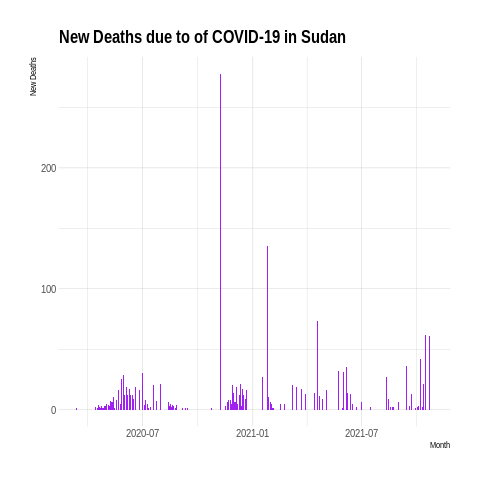 New Deaths due to of COVID-19 in Sudan
New Deaths
200
100
0
2020-07
2021-01
2021-07
Month